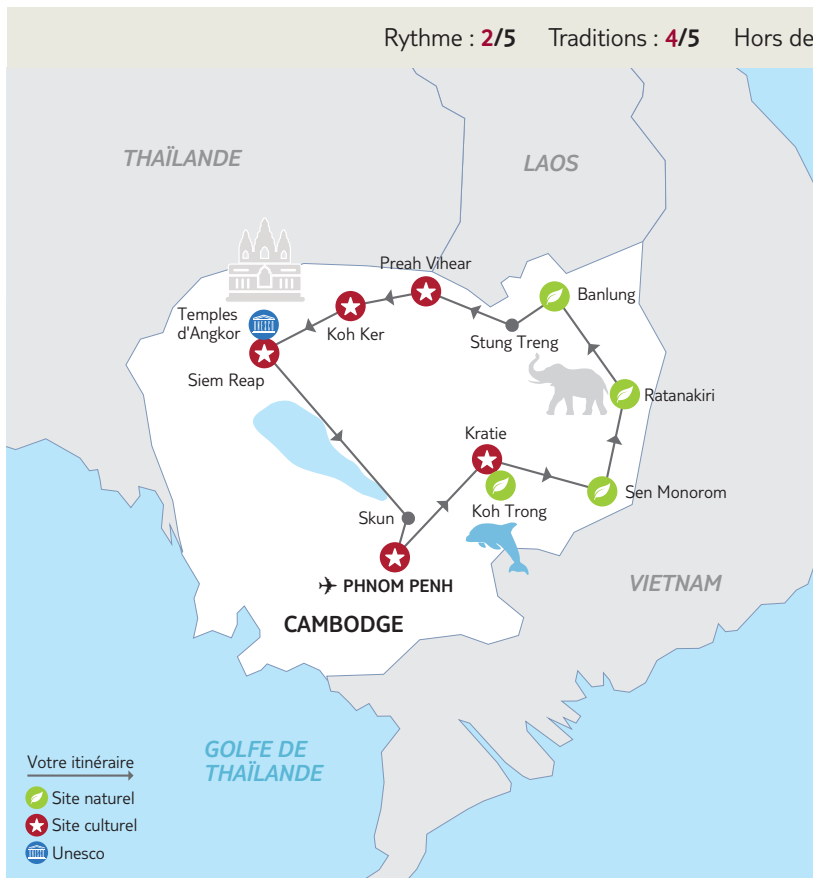 Rythme : 2/5 Traditions : 4/5 Hors de
THAÏLANDE
LAOS
Preah Vihear
Banlung
Temples
d'Angkor
Koh Ker
Stung Treng
Siem Reap
Ratanakiri
Kratie
Sen Monorom
Koh Trong
Skun
PHNOM PENH
VIETNAM
CAMBODGE
GOLFE DE
THAÏLANDE
Votre itinéraire
Site naturel
Site culturel
Unesco